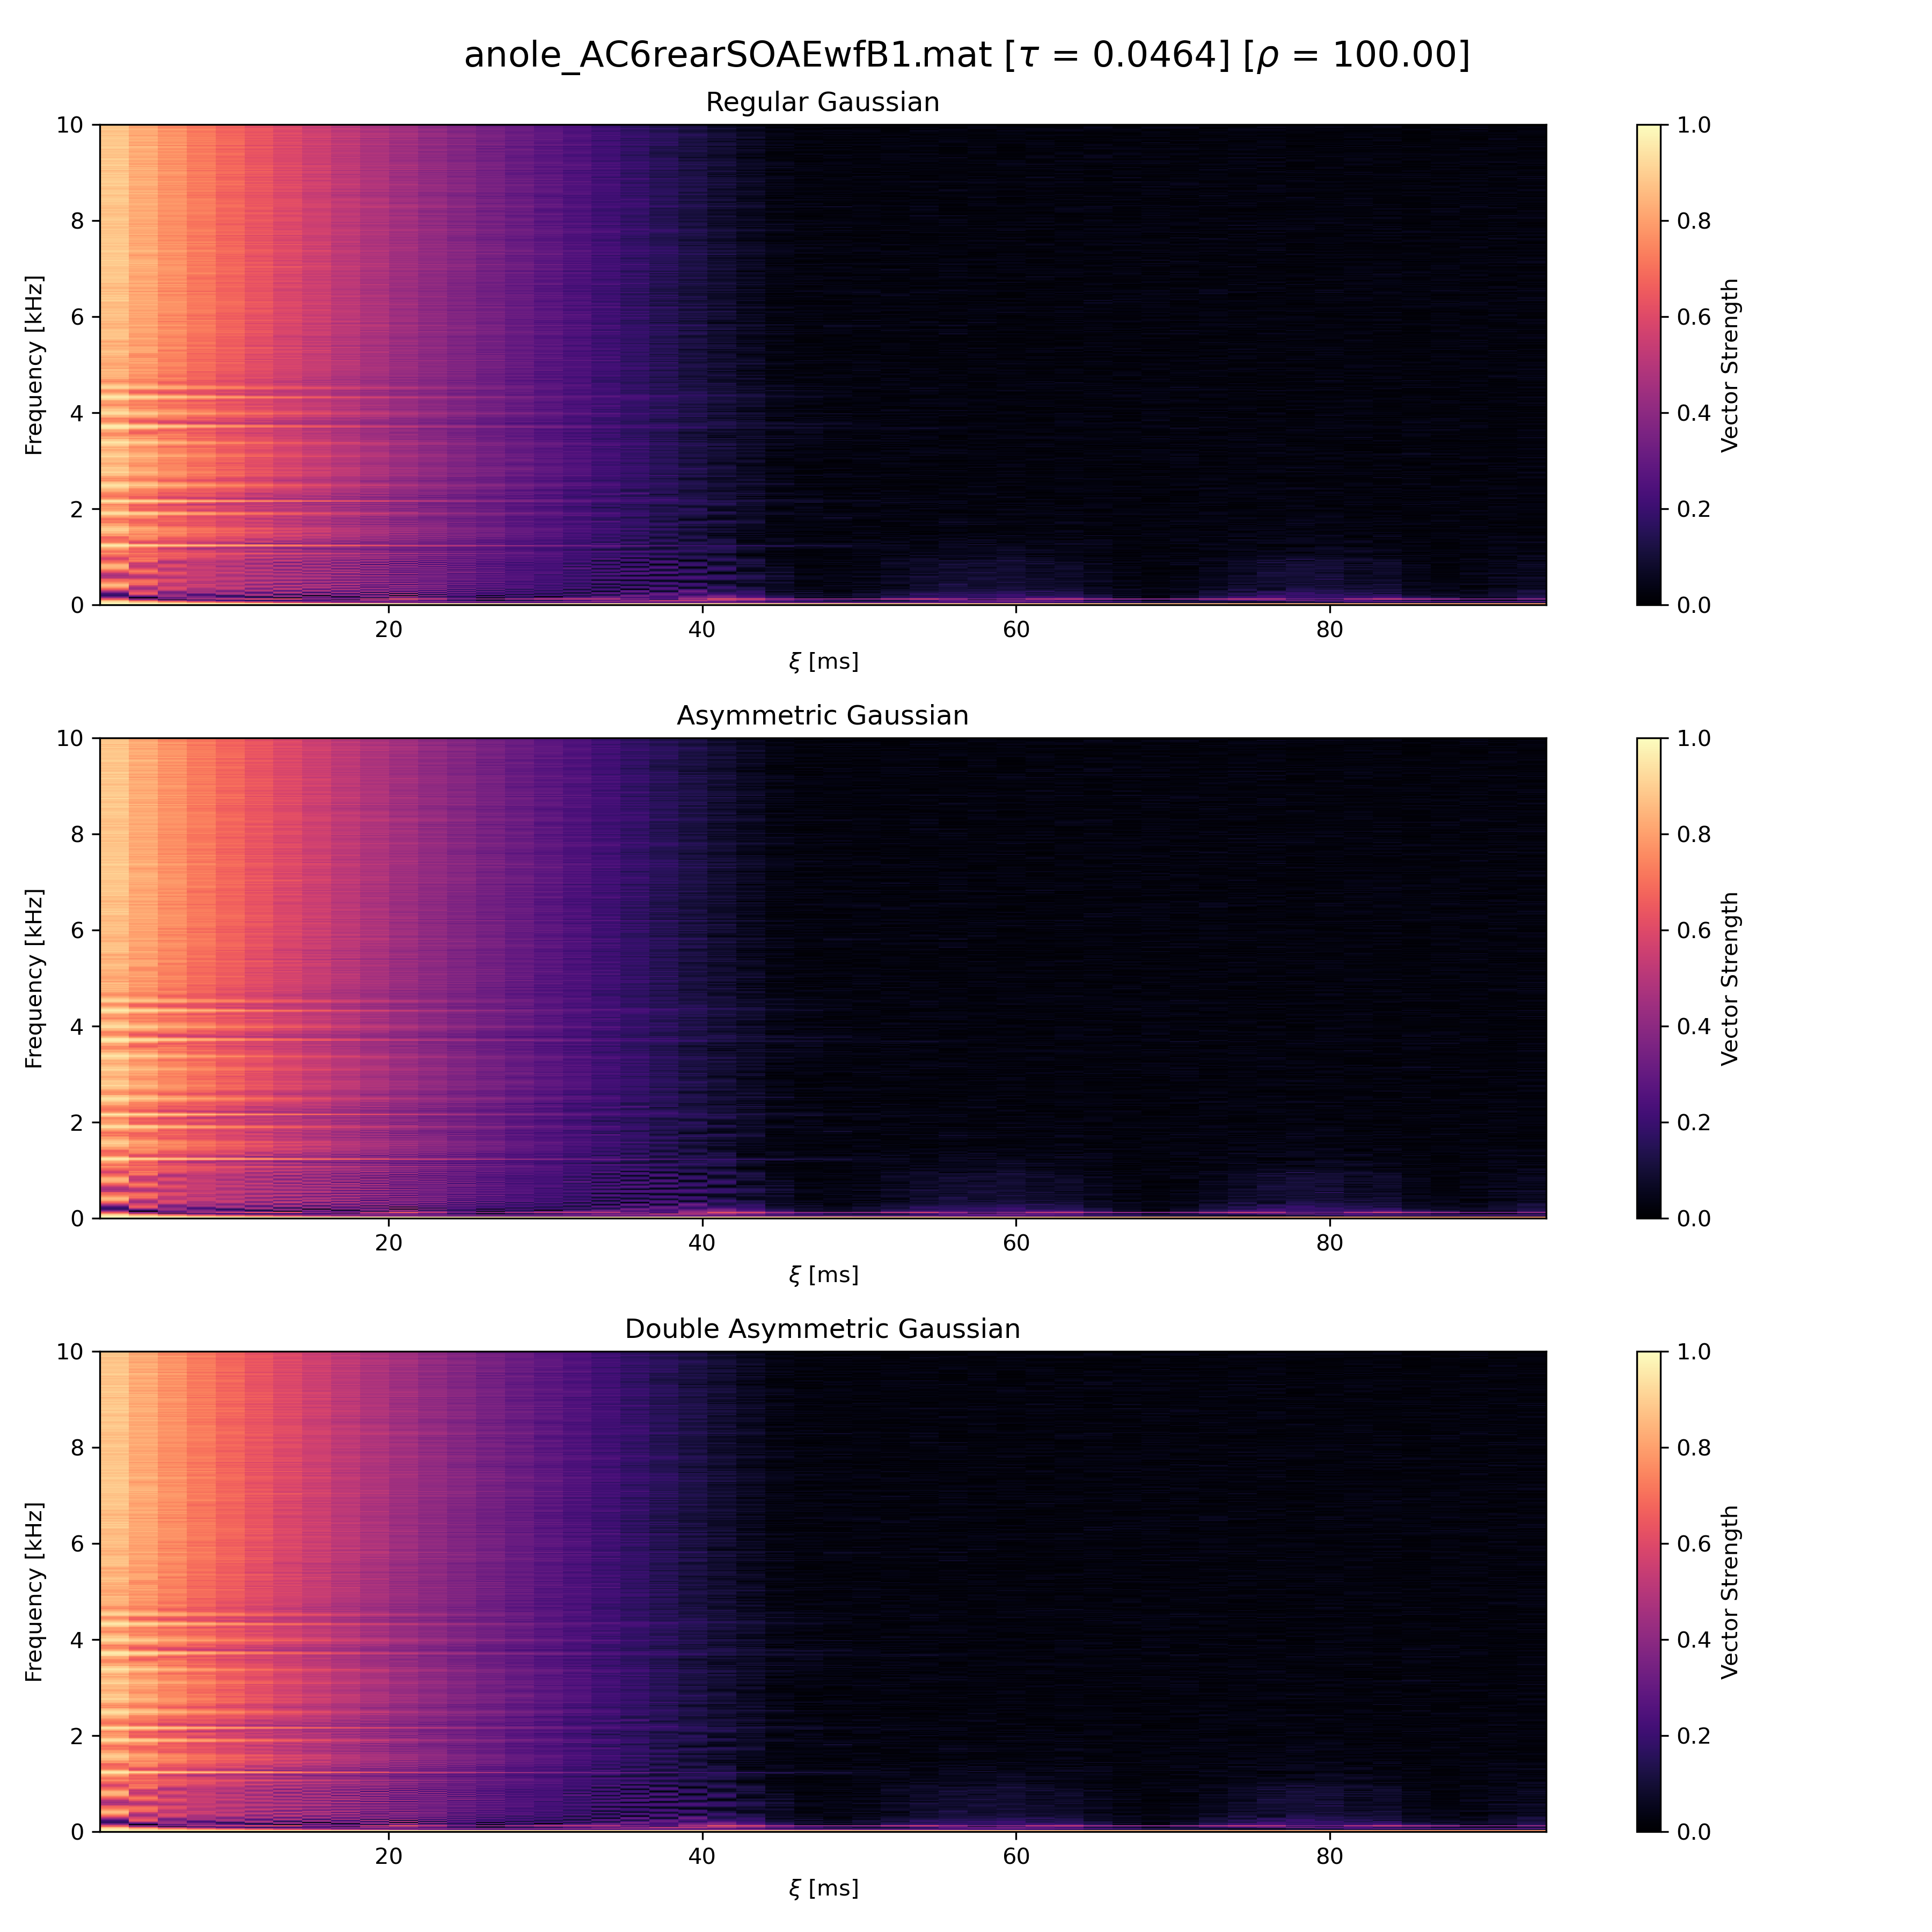 anole_AC6rearSOAEwfB1.mat [τ = 0.0464] [ρ = 100.00]
Regular Gaussian
10
8
6
4
2
0
Frequency [kHz]
20 40 60 80
ξ [ms]
1.0
0.8
0.6
0.4
0.2
0.0
Vector Strength
Asymmetric Gaussian
10
8
6
4
2
0
Frequency [kHz]
20 40 60 80
ξ [ms]
1.0
0.8
0.6
0.4
0.2
0.0
Vector Strength
Double Asymmetric Gaussian
10
8
6
4
2
0
Frequency [kHz]
20 40 60 80
ξ [ms]
1.0
0.8
0.6
0.4
0.2
0.0
Vector Strength